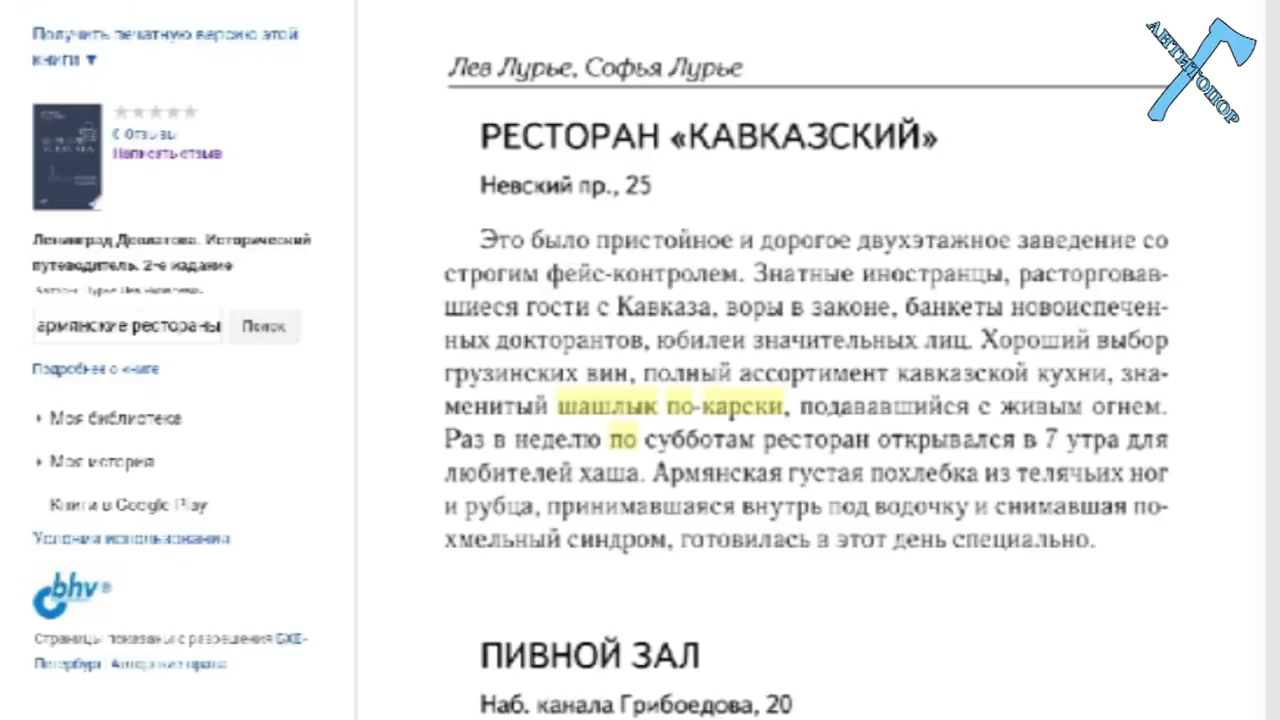 Получить печатную версию этой
книги ▼
0 Отзывы
Написать отзыв
Ленинград Довлатова. Исторический
путеводитель. 2-е издание
армянские рестораны Поиск
Подробнее о книге
Моя библиотека
Моя история
Книги в Google Play
Условия использования
bhv®
Страницы показаны с разрешения БХВ-
Петербург. Авторские права
Лев Лурье, Софья Лурье
РЕСТОРАН «КАВКАЗСКИЙ»
Невский пр., 25
Это было пристойное и дорогое двухэтажное заведение со
строгим фейс-контролем. Знатные иностранцы, расторговав-
шиеся гости с Кавказа, воры в законе, банкеты новоиспечен-
ных докторантов, юбилеи значительных лиц. Хороший выбор
грузинских вин, полный ассортимент кавказской кухни, зна-
менитый шашлык по-карски, подававшийся с живым огнем.
Раз в неделю по субботам ресторан открывался в 7 утра для
любителей хаша. Армянская густая похлебка из телячьих ног
и рубца, принимавшаяся внутрь под водочку и снимавшая по-
хмельный синдром, готовилась в этот день специально.
ПИВНОЙ ЗАЛ
Наб. канала Грибоедова, 20
АНТИТОПОР